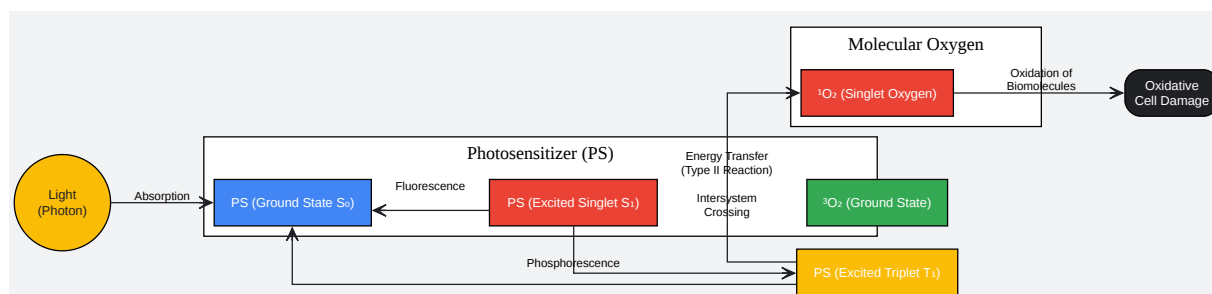 Molecular Oxygen
¹O₂ (Singlet Oxygen)
Oxidation of
Biomolecules
Oxidative
Cell Damage
Photosensitizer (PS)
Light
(Photon)
Absorption
PS (Ground State S₀)
Fluorescence
PS (Excited Singlet S₁)
Energy Transfer
(Type II Reaction)
Intersystem
Crossing
³O₂ (Ground State)
Phosphorescence
PS (Excited Triplet T₁)